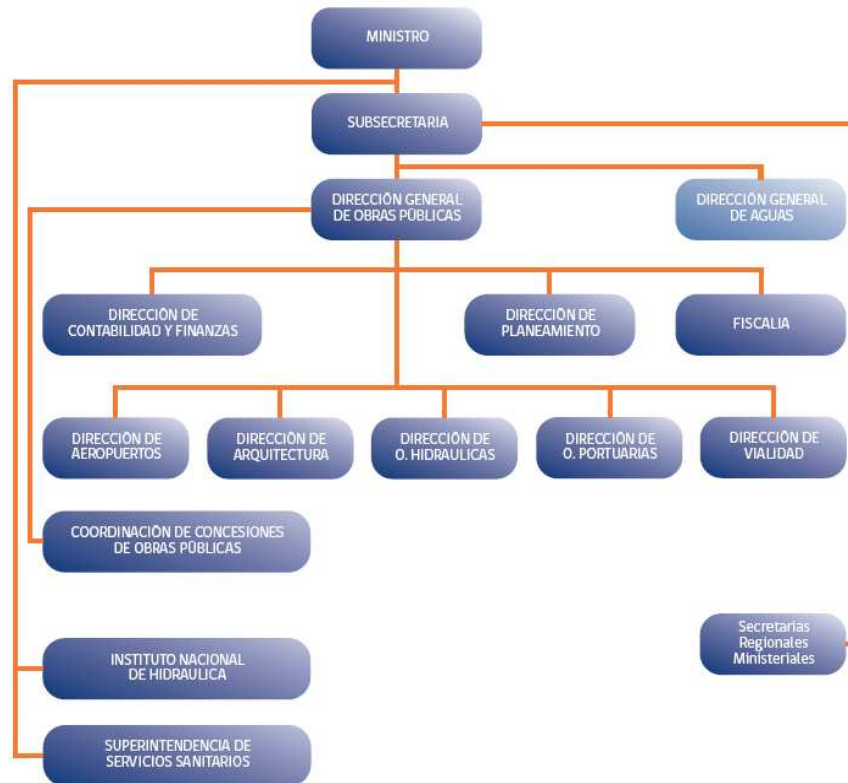 MINISTRO
SUBSECRETARIA
DIRECCIÓN GENERAL
DE OBRAS PÚBLICAS
DIRECCIÓN GENERAL
DE AGUAS
DIRECCIÓN DE
CONTABILIDAD Y FINANZAS
DIRECCIÓN DE
PLANEAMIENTO
FISCALIA
DIRECCIÓN DE
AEROPUERTOS
DIRECCIÓN DE
ARQUITECTURA
DIRECCIÓN DE
O. HIDRAULICAS
DIRECCIÓN DE
O. PORTUARIAS
DIRECCIÓN DE
VIALIDAD
COORDINACIÓN DE CONCESIONES
DE OBRAS PÚBLICAS
Secretarias
Regionales
Ministeriales
INSTITUTO NACIONAL
DE HIDRAULICA
SUPERINTENDENCIA DE
SERVICIOS SANITARIOS